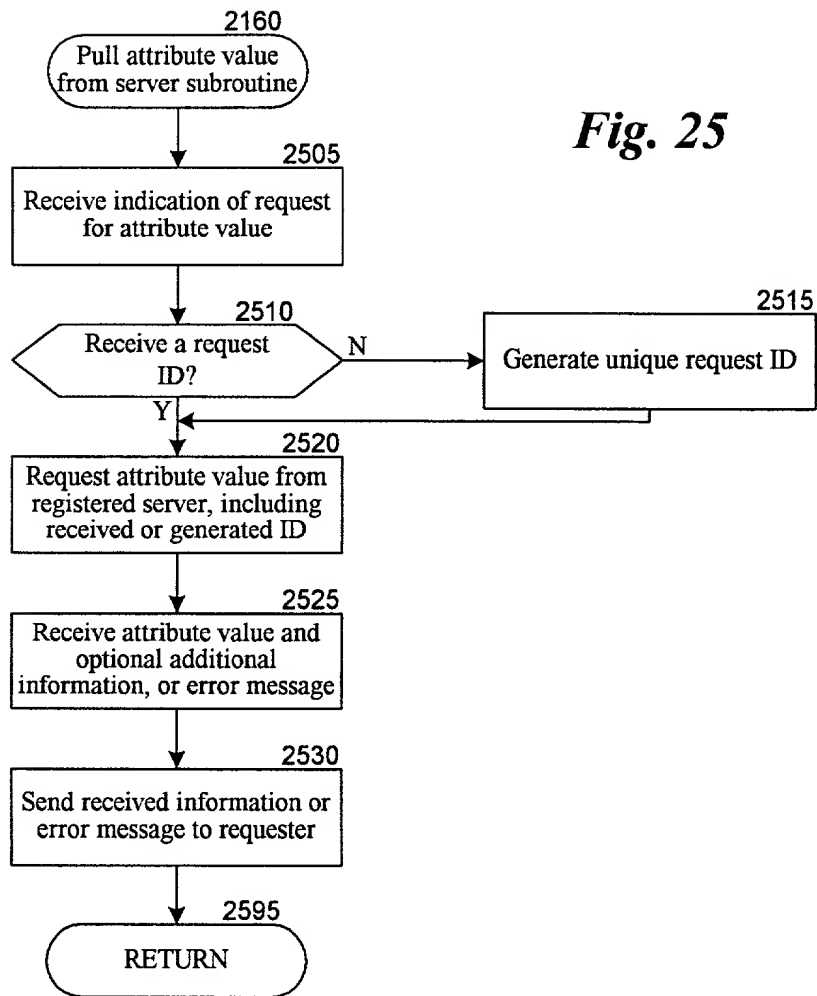 2160
Pull attribute value
from server subroutine
Fig. 25
2505
Receive indication of request
for attribute value
2510
Receive a request
ID?
N
2515
Generate unique request ID
Y
2520
Request attribute value from
registered server, including
received or generated ID
2525
Receive attribute value and
optional additional
information, or error message
2530
Send received information or
error message to requester
2595
RETURN